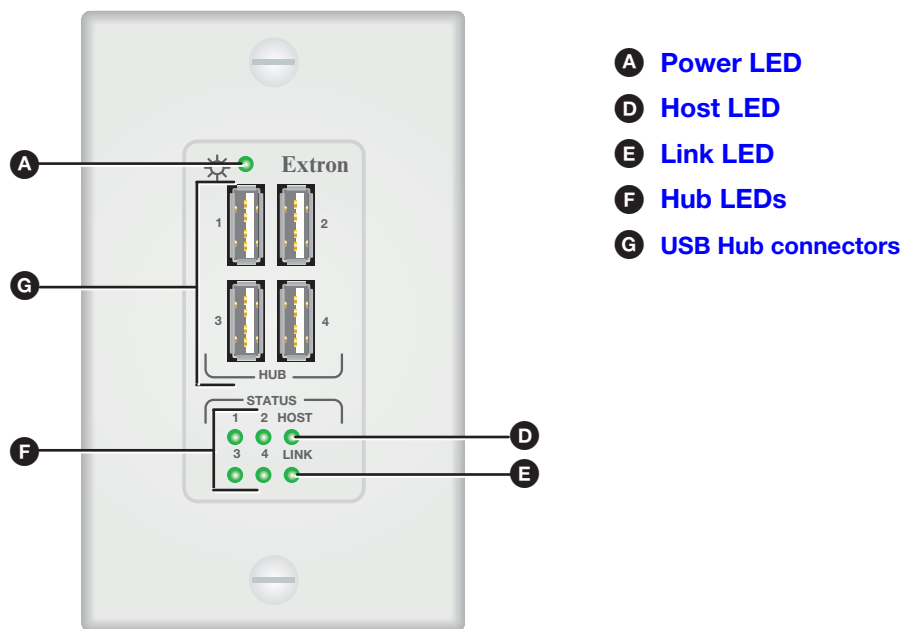 A Power LED
D Host LED
E Link LED
F Hub LEDs
G USB Hub connectors
A
Extron
1
2
G
3
4
HUB
STATUS
1 2 HOST
D
F
3 4 LINK
E